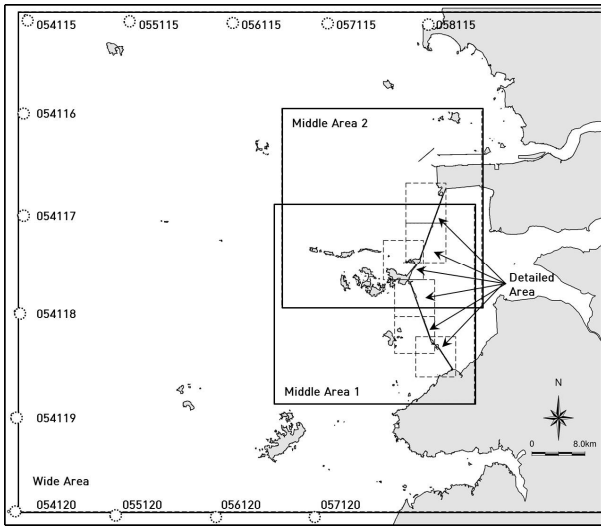 054115
055115
056115
057115
058115
054116
Middle Area 2
054117
Detailed
Area
054118
N
Middle Area 1
054119
0 8.0km
Wide Area
054120
055120
056120
057120